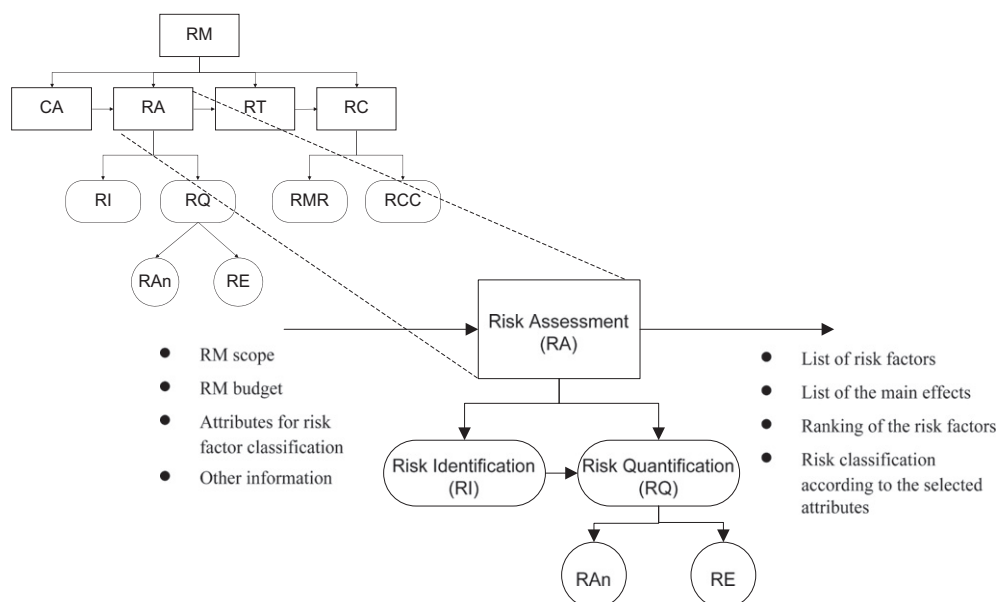 RM
CA
RA
RT
RC
RI
RQ
RMR
RCC
RAn
RE
Risk Assessment
(RA)
RM scope
RM budget
Attributes for risk
factor classification
Other information
List of risk factors
List of the main effects
Ranking of the risk factors
Risk classification
according to the selected
attributes
Risk Identification
(RI)
Risk Quantification
(RQ)
RAn
RE